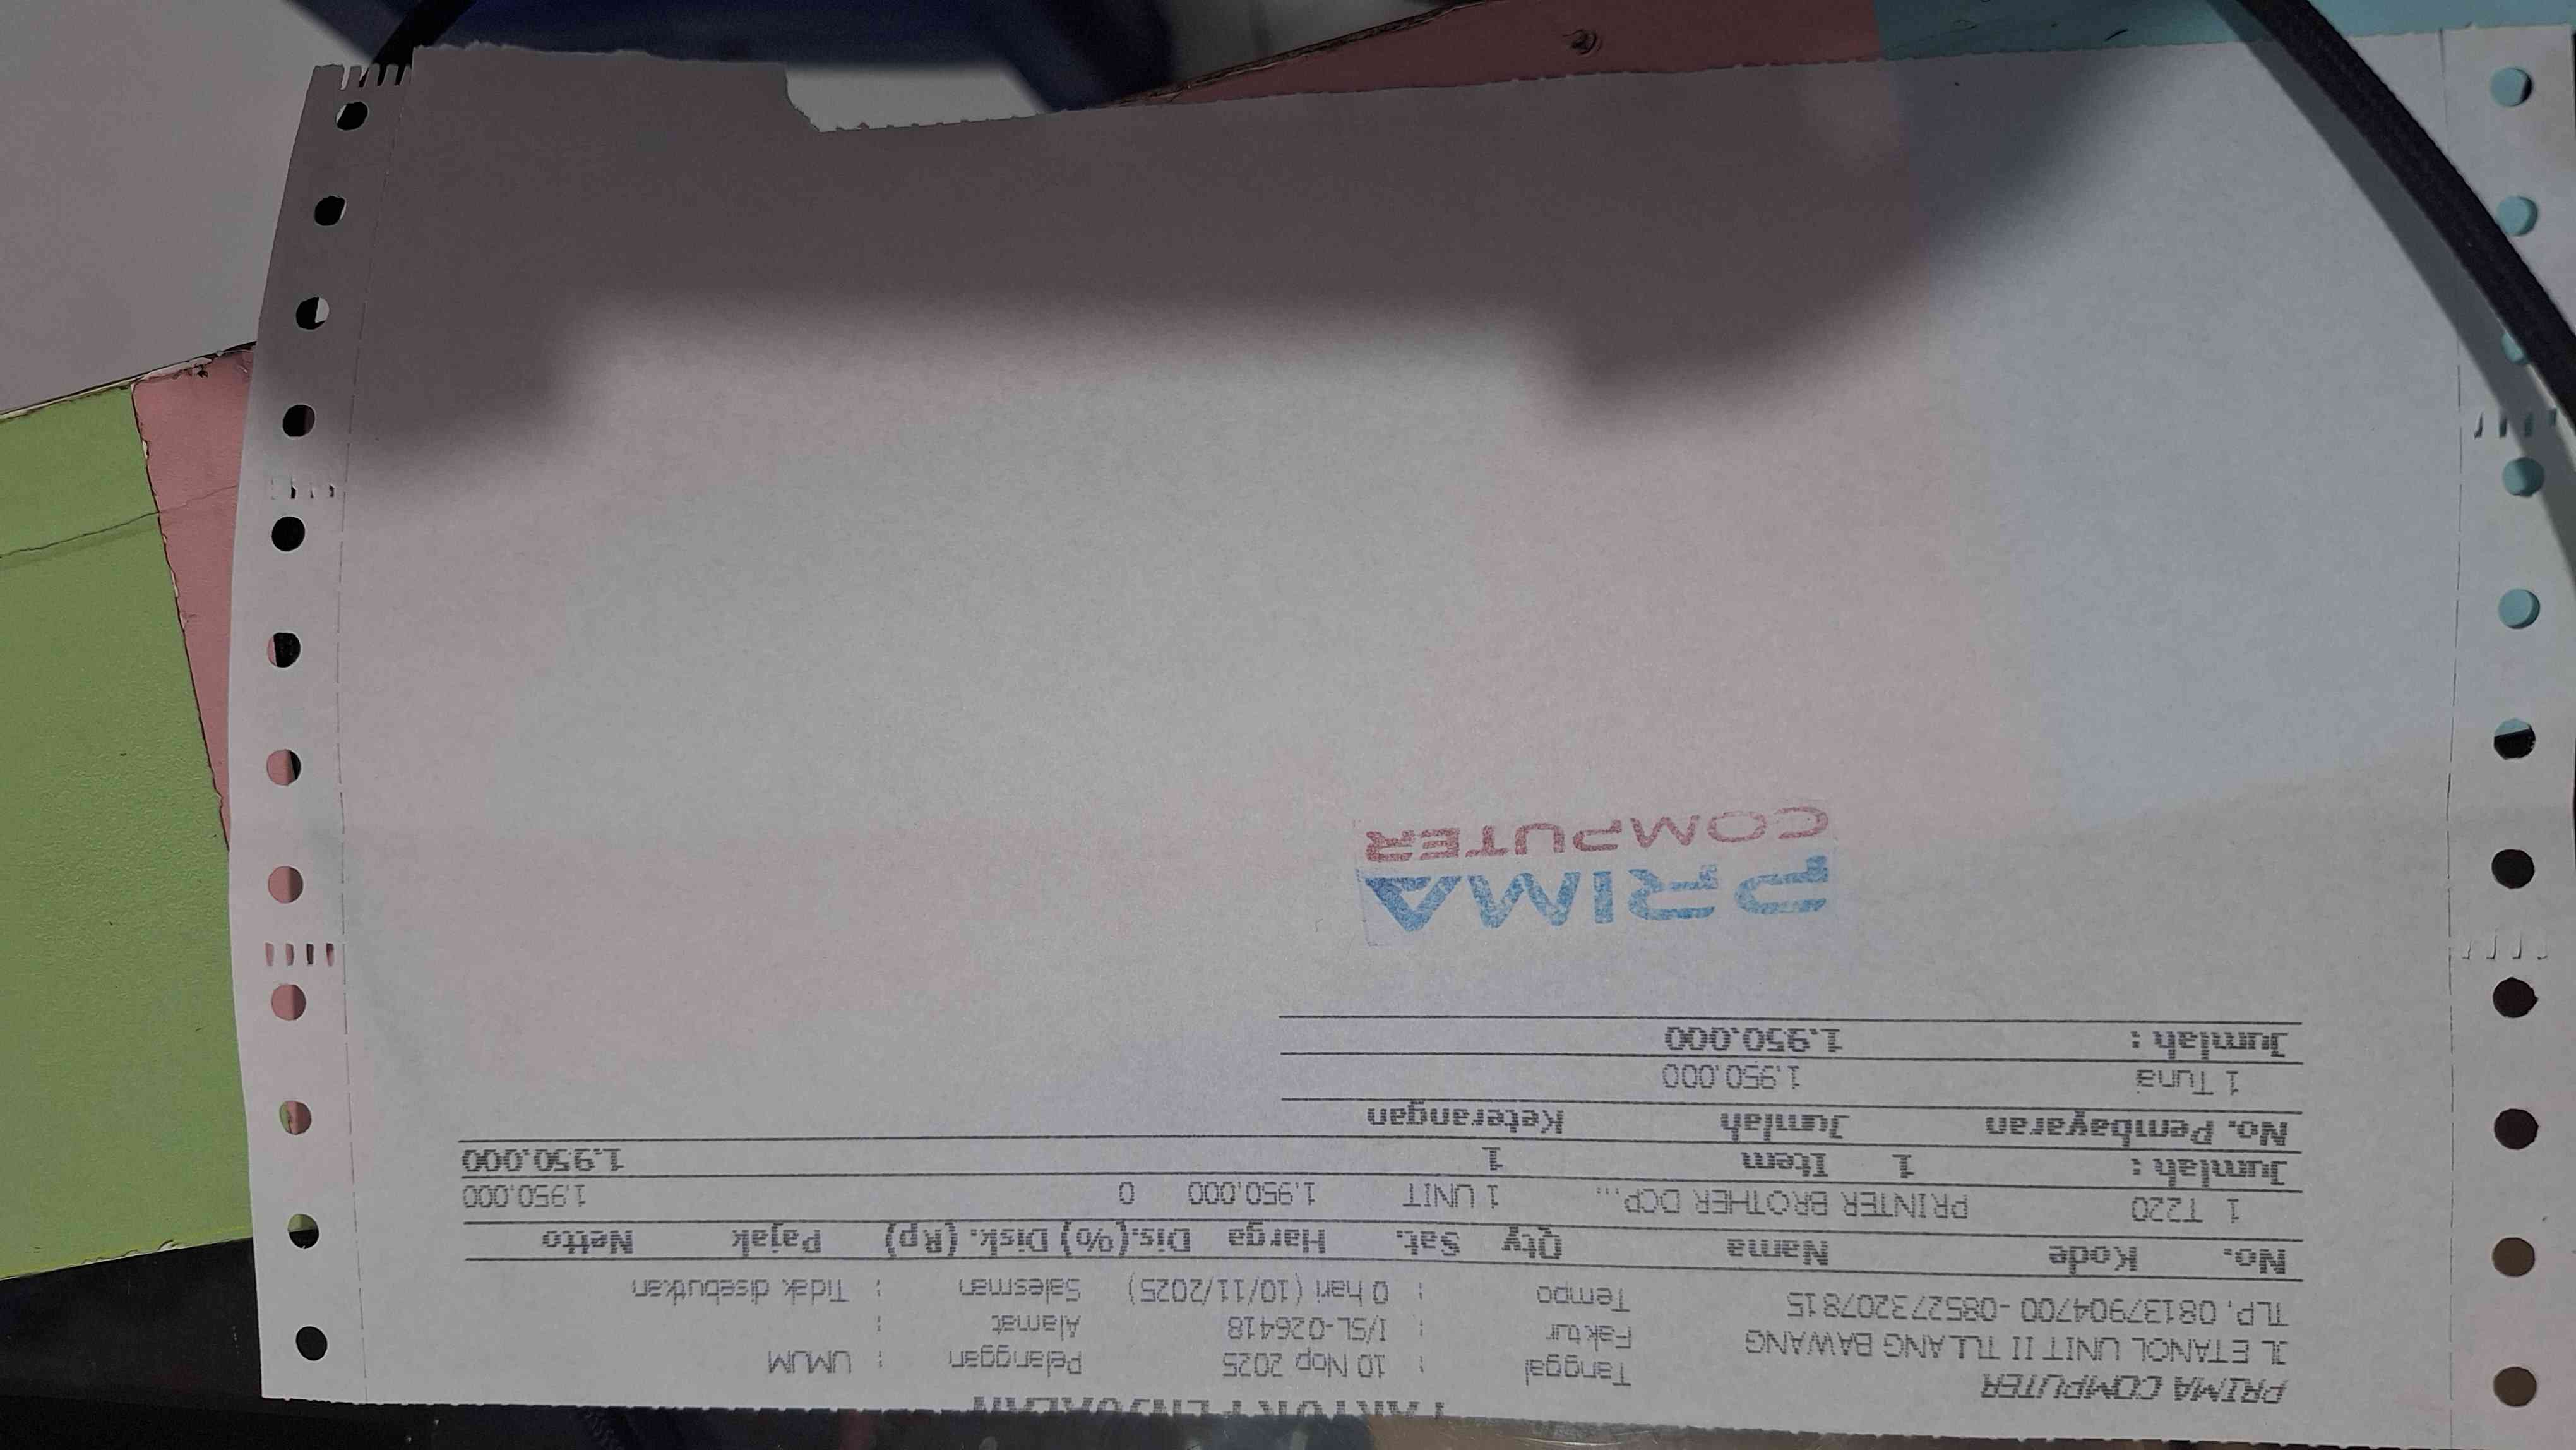 FAKTUR PENJUALAN
PRIMA COMPUTER
JL ETANOL UNIT II TULANG BAWANG
TLP. 081379904700 -085273207815
Tanggal : 10 Nop 2025
Faktur : I/SL-026418
Tempo : 0 hari (10/11/2025)
Pelanggan : UMUM
Alamat :
Salesman : Tidak disebutkan
No. Kode Nama Qty Sat. Harga Dis.(%) Disk. (Rp) Pajak Netto
1 T220 PRINTER BROTHER DCP... 1 UNIT 1.950.000 0 1.950.000
Jumlah : 1 Item 1 1.950.000
No. Pembayaran Jumlah Keterangan
1 Tunai 1.950.000
Jumlah : 1.950.000
PRIMA
COMPUTER